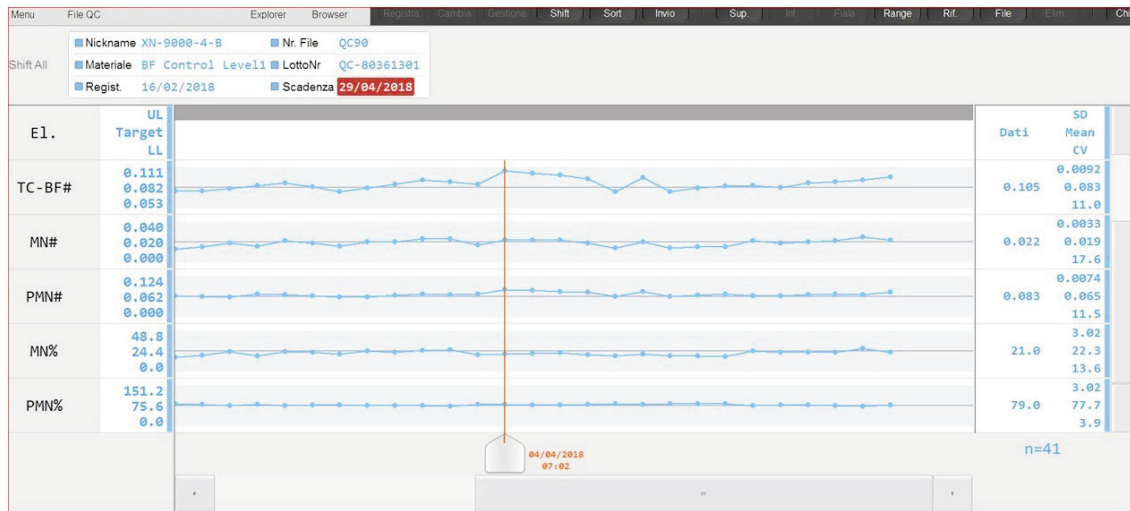 Menu File QC Explorer Browser Registra Cambia Gestione Shift Sort Invio Sup. Inf. Fiala Range Rif. File Elim. Chi
Shift All
Nickname XN-9000-4-B Nr. File QC90
Materiale BF Control Level1 LottoNr QC-80361301
Regist. 16/02/2018 Scadenza 29/04/2018
El. UL Target LL Dati SD Mean CV
TC-BF# 0.111 0.082 0.053 0.105 0.0092 0.083 11.0
MN# 0.040 0.020 0.000 0.022 0.0033 0.019 17.6
PMN# 0.124 0.062 0.000 0.083 0.0074 0.065 11.5
MN% 48.8 24.4 0.0 21.0 3.02 22.3 13.6
PMN% 151.2 75.6 0.0 79.0 3.02 77.7 3.9
04/04/2018
07:02
n=41